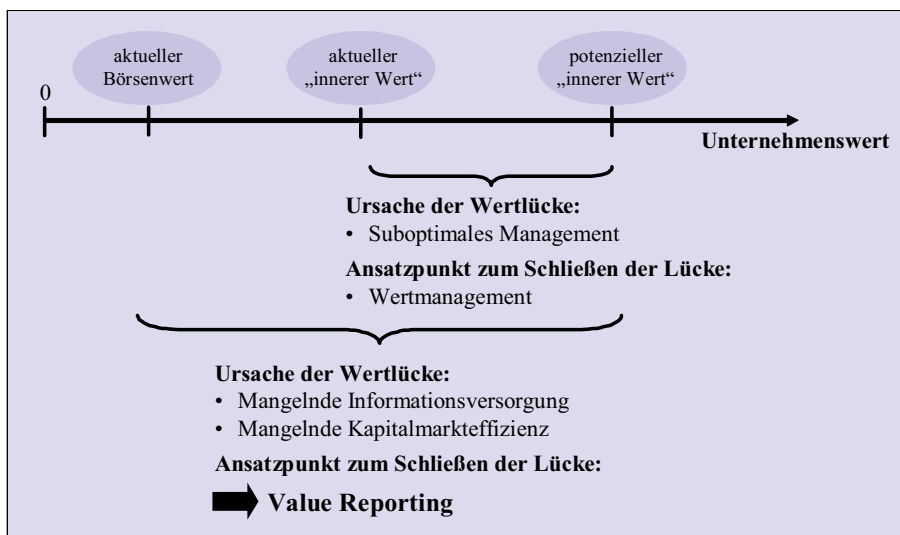 aktueller
Börsenwert
aktueller
„innerer Wert“
potenzieller
„innerer Wert“
0
Unternehmenswert
Ursache der Wertlücke:
• Suboptimales Management
Ansatzpunkt zum Schließen der Lücke:
• Wertmanagement
Ursache der Wertlücke:
• Mangelnde Informationsversorgung
• Mangelnde Kapitalmarkteffizienz
Ansatzpunkt zum Schließen der Lücke:
Value Reporting